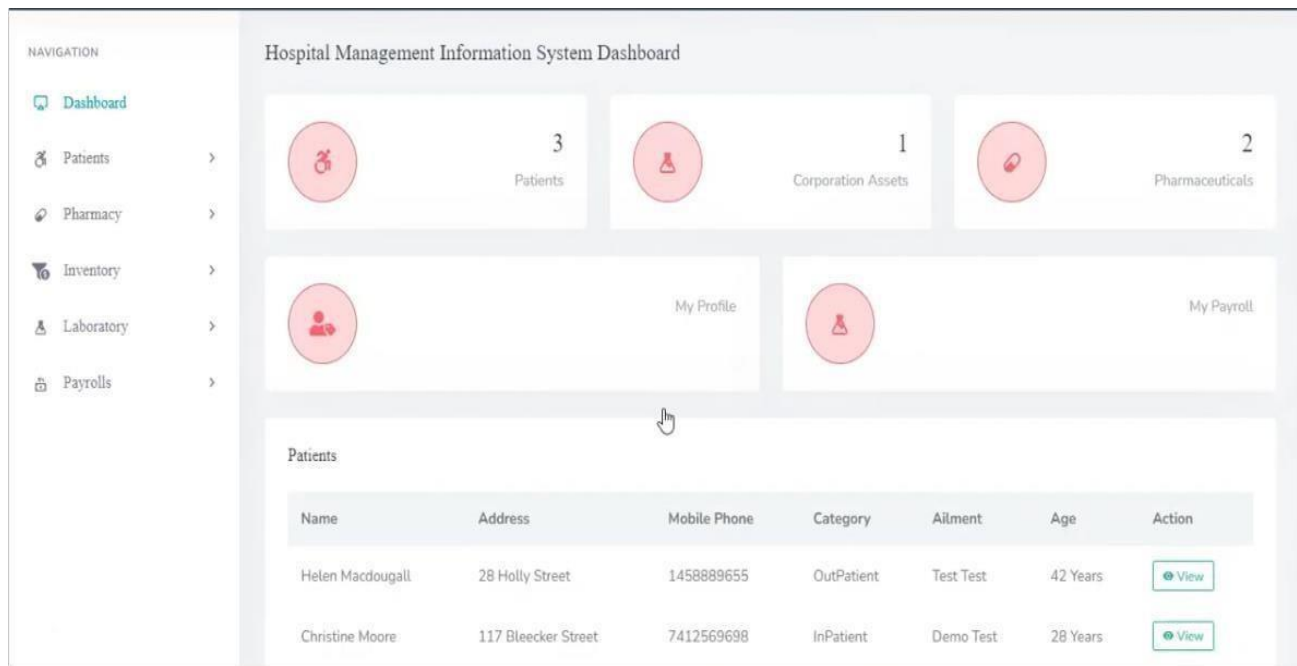 NAVIGATION
Dashboard
Patients
Pharmacy
Inventory
Laboratory
Payrolls
Hospital Management Information System Dashboard
3
Patients
1
Corporation Assets
2
Pharmaceuticals
My Profile
My Payroll
Patients
Name Address Mobile Phone Category Ailment Age Action
Helen Macdougall 28 Holly Street 1458889655 OutPatient Test Test 42 Years View
Christine Moore 117 Bleecker Street 7412569698 InPatient Demo Test 28 Years View